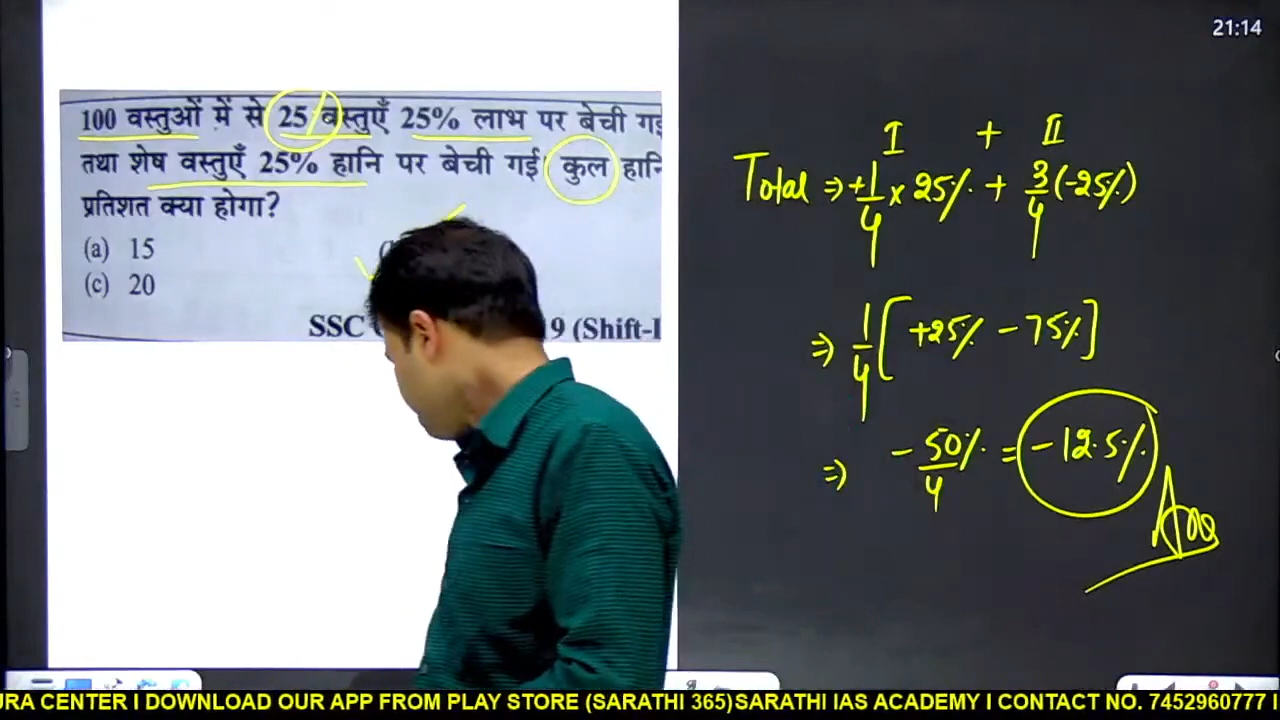 21:14
100 वस्तुओं में से 25 वस्तुएँ 25% लाभ पर बेची
तथा शेष वस्तुएँ 25% हानि पर बेची गई। कुल
प्रतिशत क्या होगा?
(a) 15
(c) 20
SSC 19 (Shift-I
I + II
Total ⇒ +1/4 × 25% + 3/4 (-25%)
⇒ 1/4 [+25% - 75%]
⇒ -50%/4 = -12.5%
Ans
URA CENTER I DOWNLOAD OUR APP FROM PLAY STORE (SARATHI 365)SARATHI IAS ACADEMY I CONTACT NO. 7452960777 I